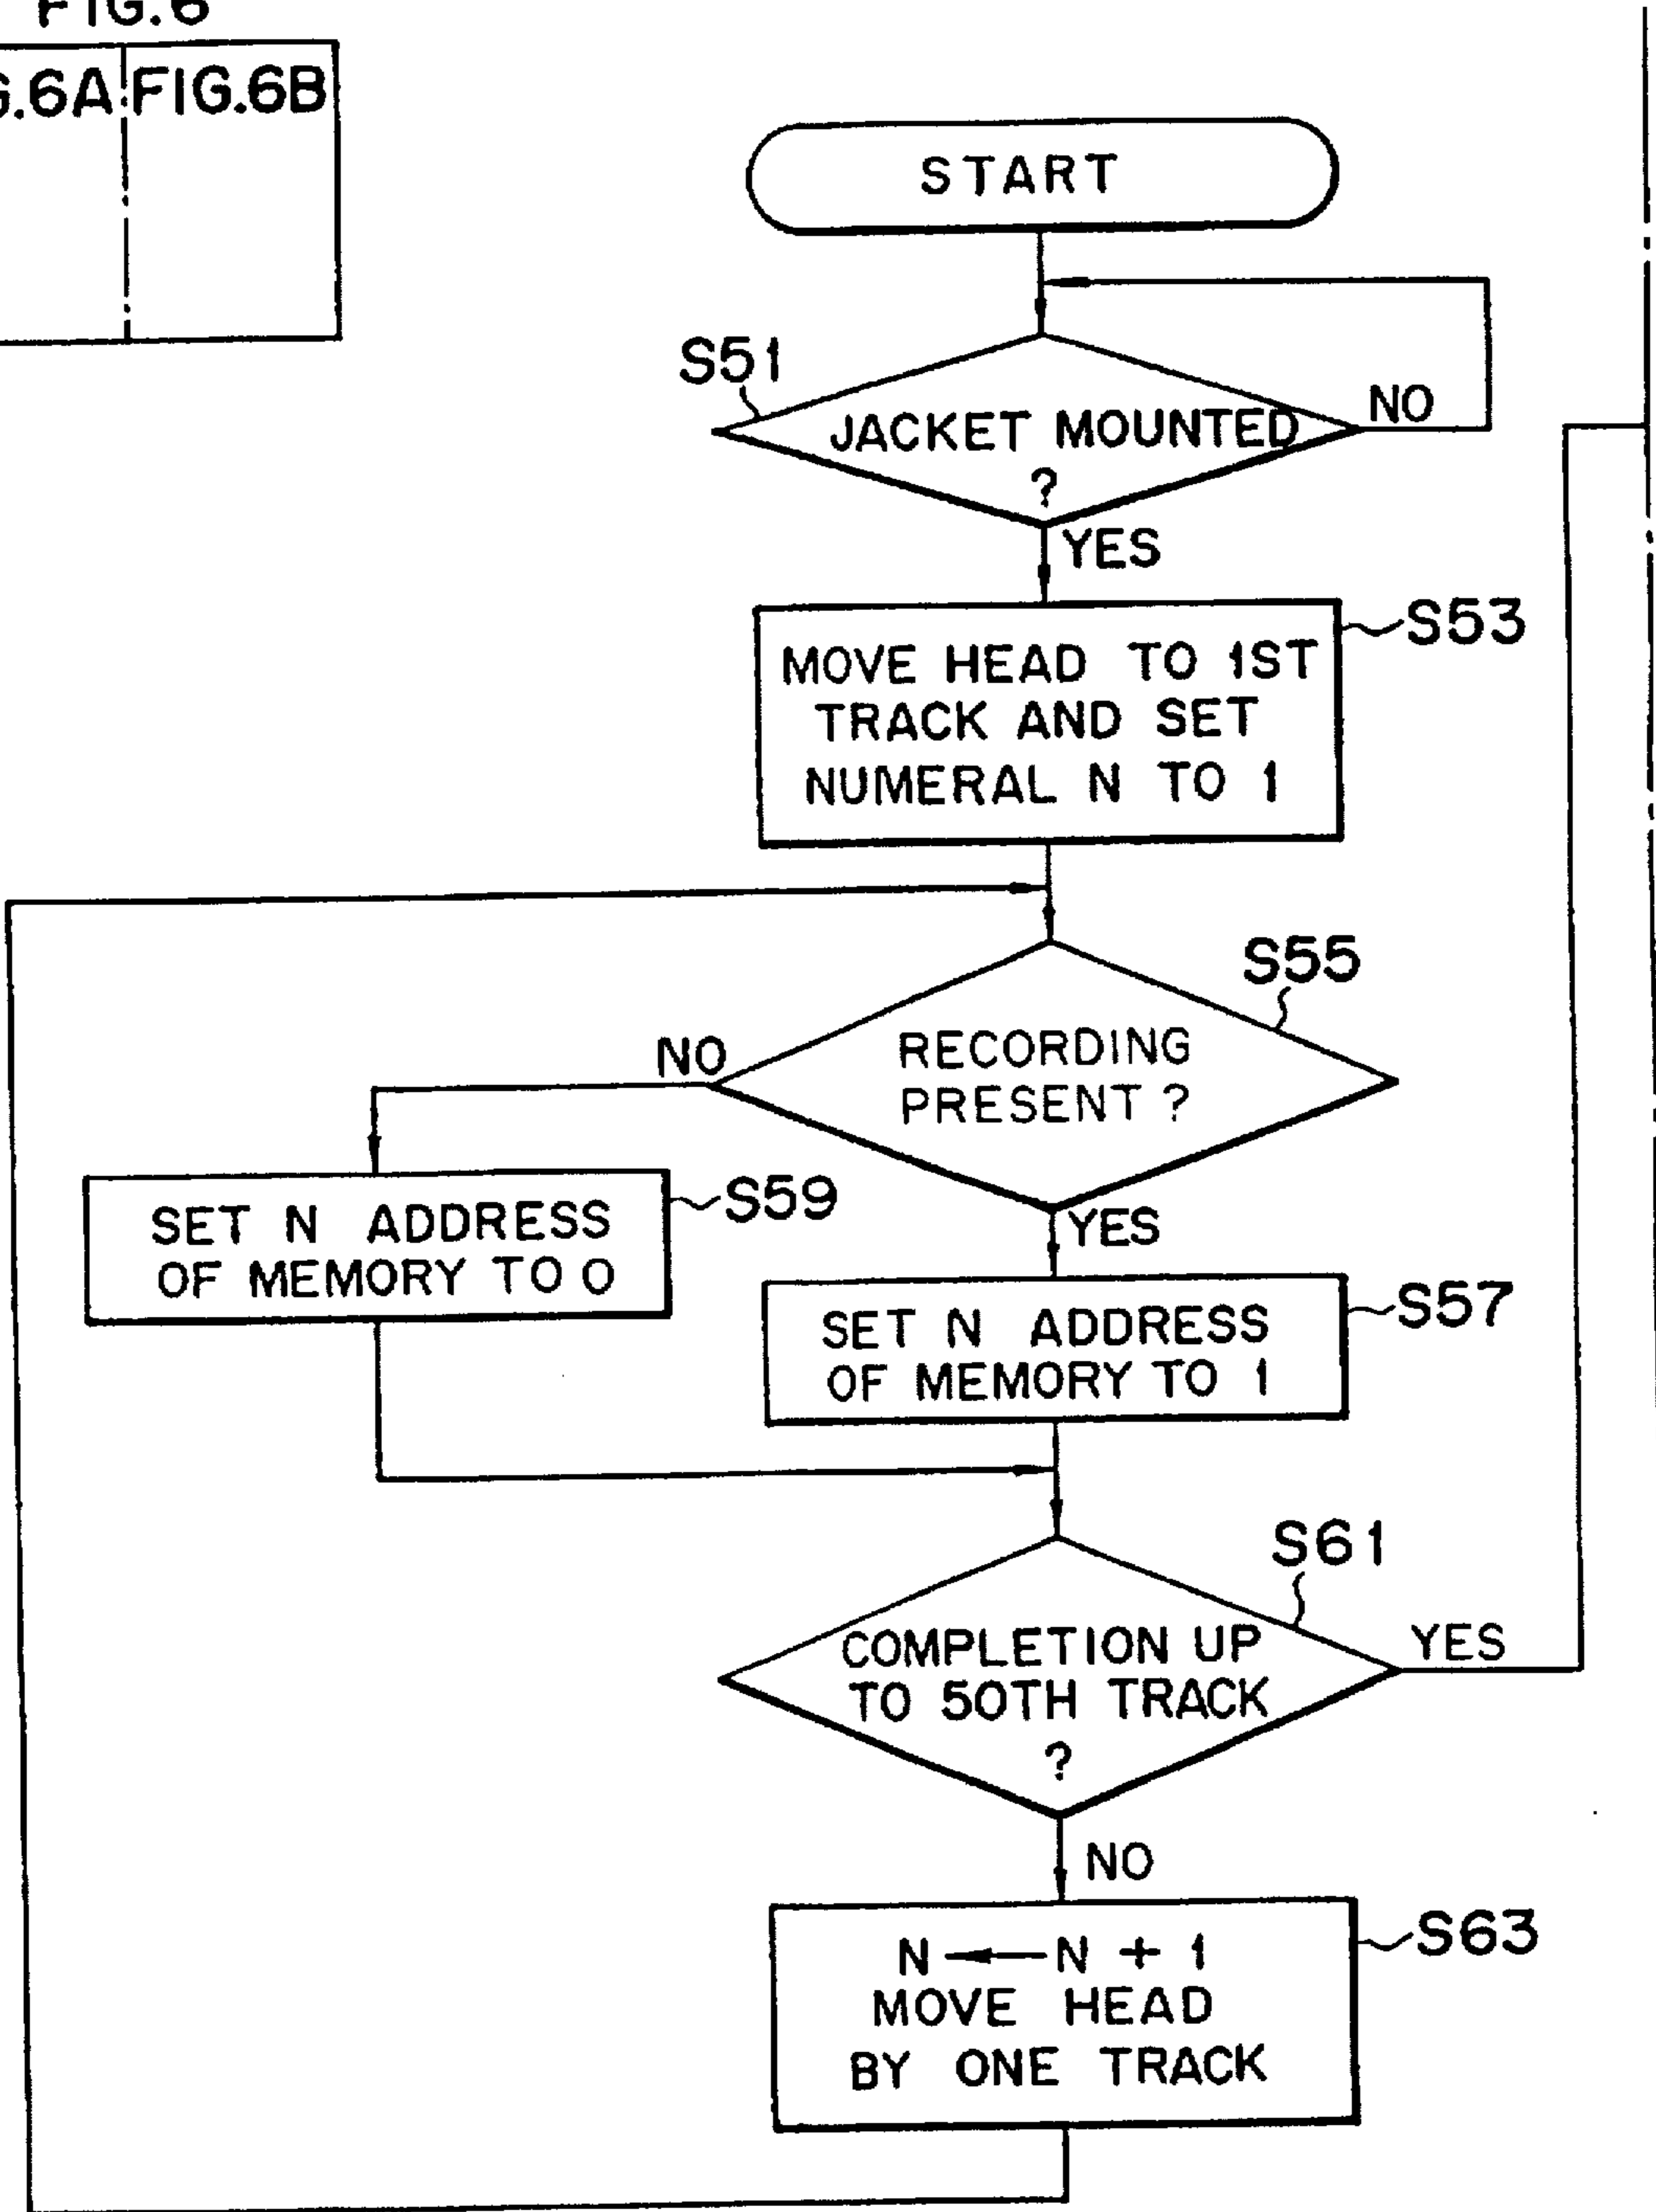 FIG.6
G.6A FIG.6B
START
S51
JACKET MOUNTED
?
NO
YES
S53
MOVE HEAD TO 1ST
TRACK AND SET
NUMERAL N TO 1
S55
RECORDING
PRESENT ?
NO
YES
S59
SET N ADDRESS
OF MEMORY TO 0
S57
SET N ADDRESS
OF MEMORY TO 1
S61
COMPLETION UP
TO 50TH TRACK
?
YES
NO
S63
N ← N + 1
MOVE HEAD
BY ONE TRACK